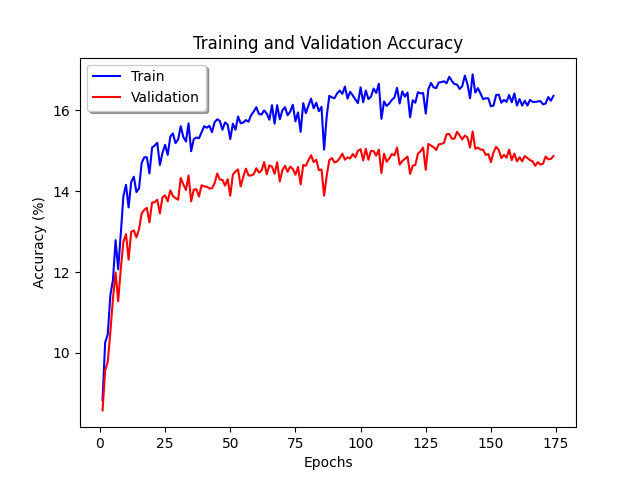 Training and Validation Accuracy
Train
Validation
16
14
12
10
Accuracy (%)
0 25 50 75 100 125 150 175
Epochs